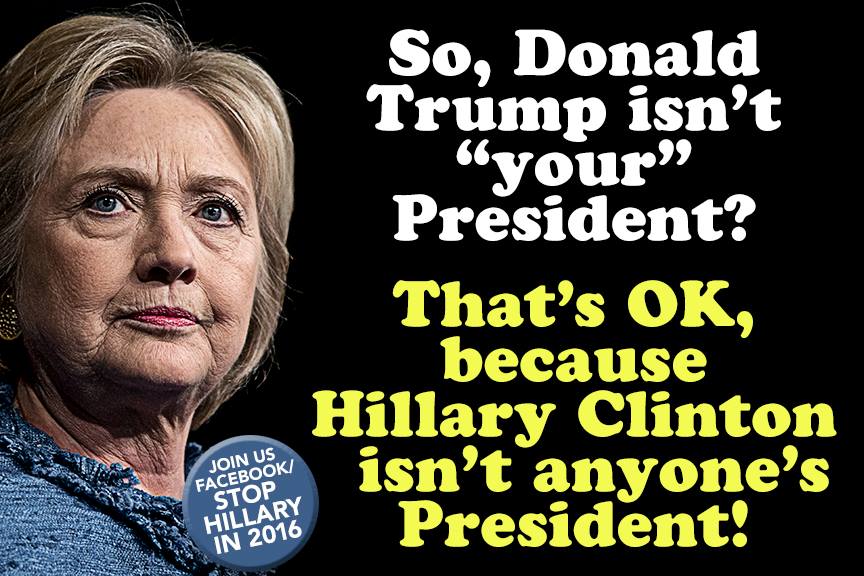 So, Donald
Trump isn’t
“your”
President?
That’s OK,
because
Hillary Clinton
isn’t anyone’s
President!
JOIN US
FACEBOOK/
STOP
HILLARY
IN 2016